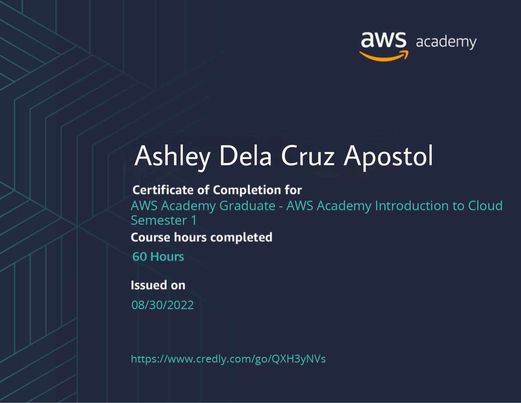 aws academy
Ashley Dela Cruz Apostol
Certificate of Completion for
AWS Academy Graduate - AWS Academy Introduction to Cloud
Semester 1
Course hours completed
60 Hours
Issued on
08/30/2022
https://www.credly.com/go/QXH3yNVs